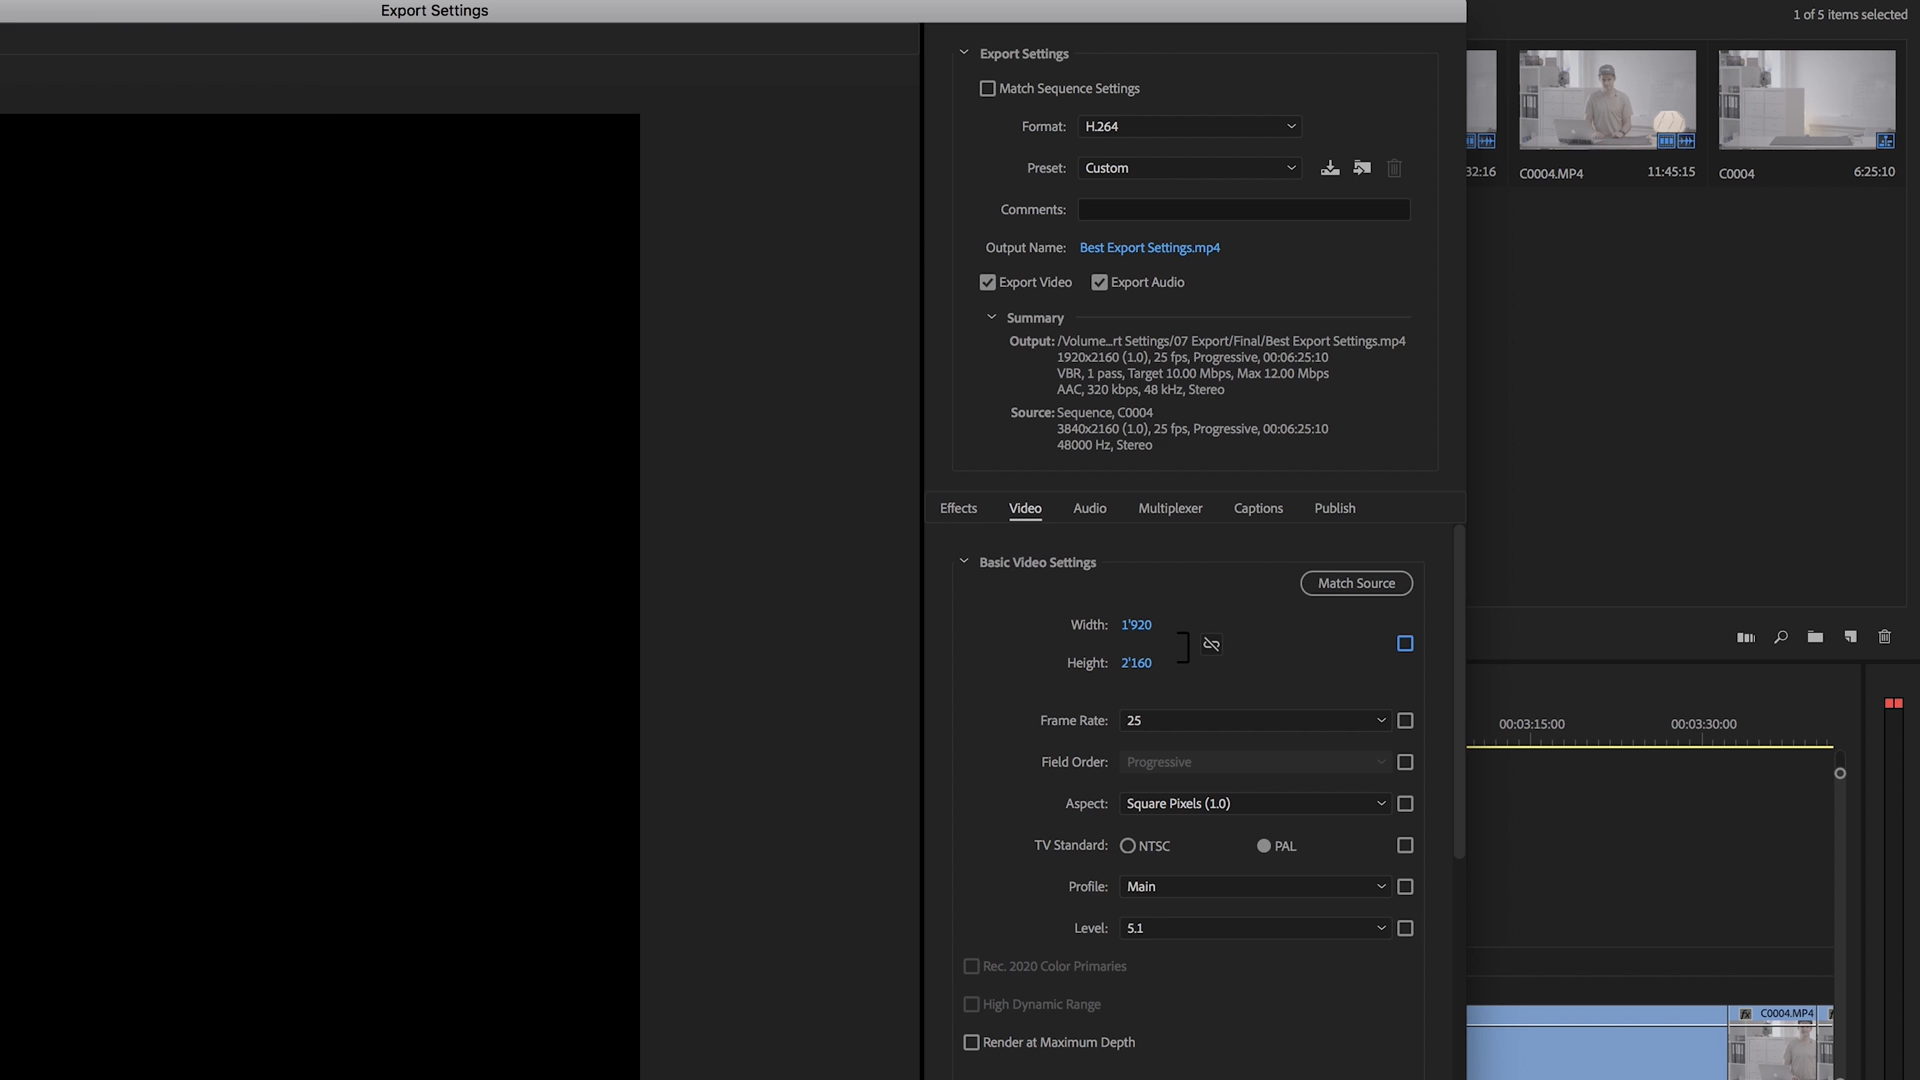 Export Settings
1 of 5 items selected
Export Settings
Match Sequence Settings
Format: H.264
Preset: Custom
Comments:
Output Name: Best Export Settings.mp4
Export Video Export Audio
Summary
Output: /Volume...rt Settings/07 Export/Final/Best Export Settings.mp4
1920x2160 (1.0), 25 fps, Progressive, 00:06:25:10
VBR, 1 pass, Target 10.00 Mbps, Max 12.00 Mbps
AAC, 320 kbps, 48 kHz, Stereo
Source: Sequence, C0004
3840x2160 (1.0), 25 fps, Progressive, 00:06:25:10
48000 Hz, Stereo
32:16 C0004.MP4 11:45:15 C0004 6:25:10
Effects Video Audio Multiplexer Captions Publish
Basic Video Settings
Match Source
Width: 1'920
Height: 2'160
Frame Rate: 25
Field Order: Progressive
Aspect: Square Pixels (1.0)
TV Standard: NTSC PAL
Profile: Main
Level: 5.1
Rec. 2020 Color Primaries
High Dynamic Range
Render at Maximum Depth
00:03:15:00 00:03:30:00
fx C0004.MP4